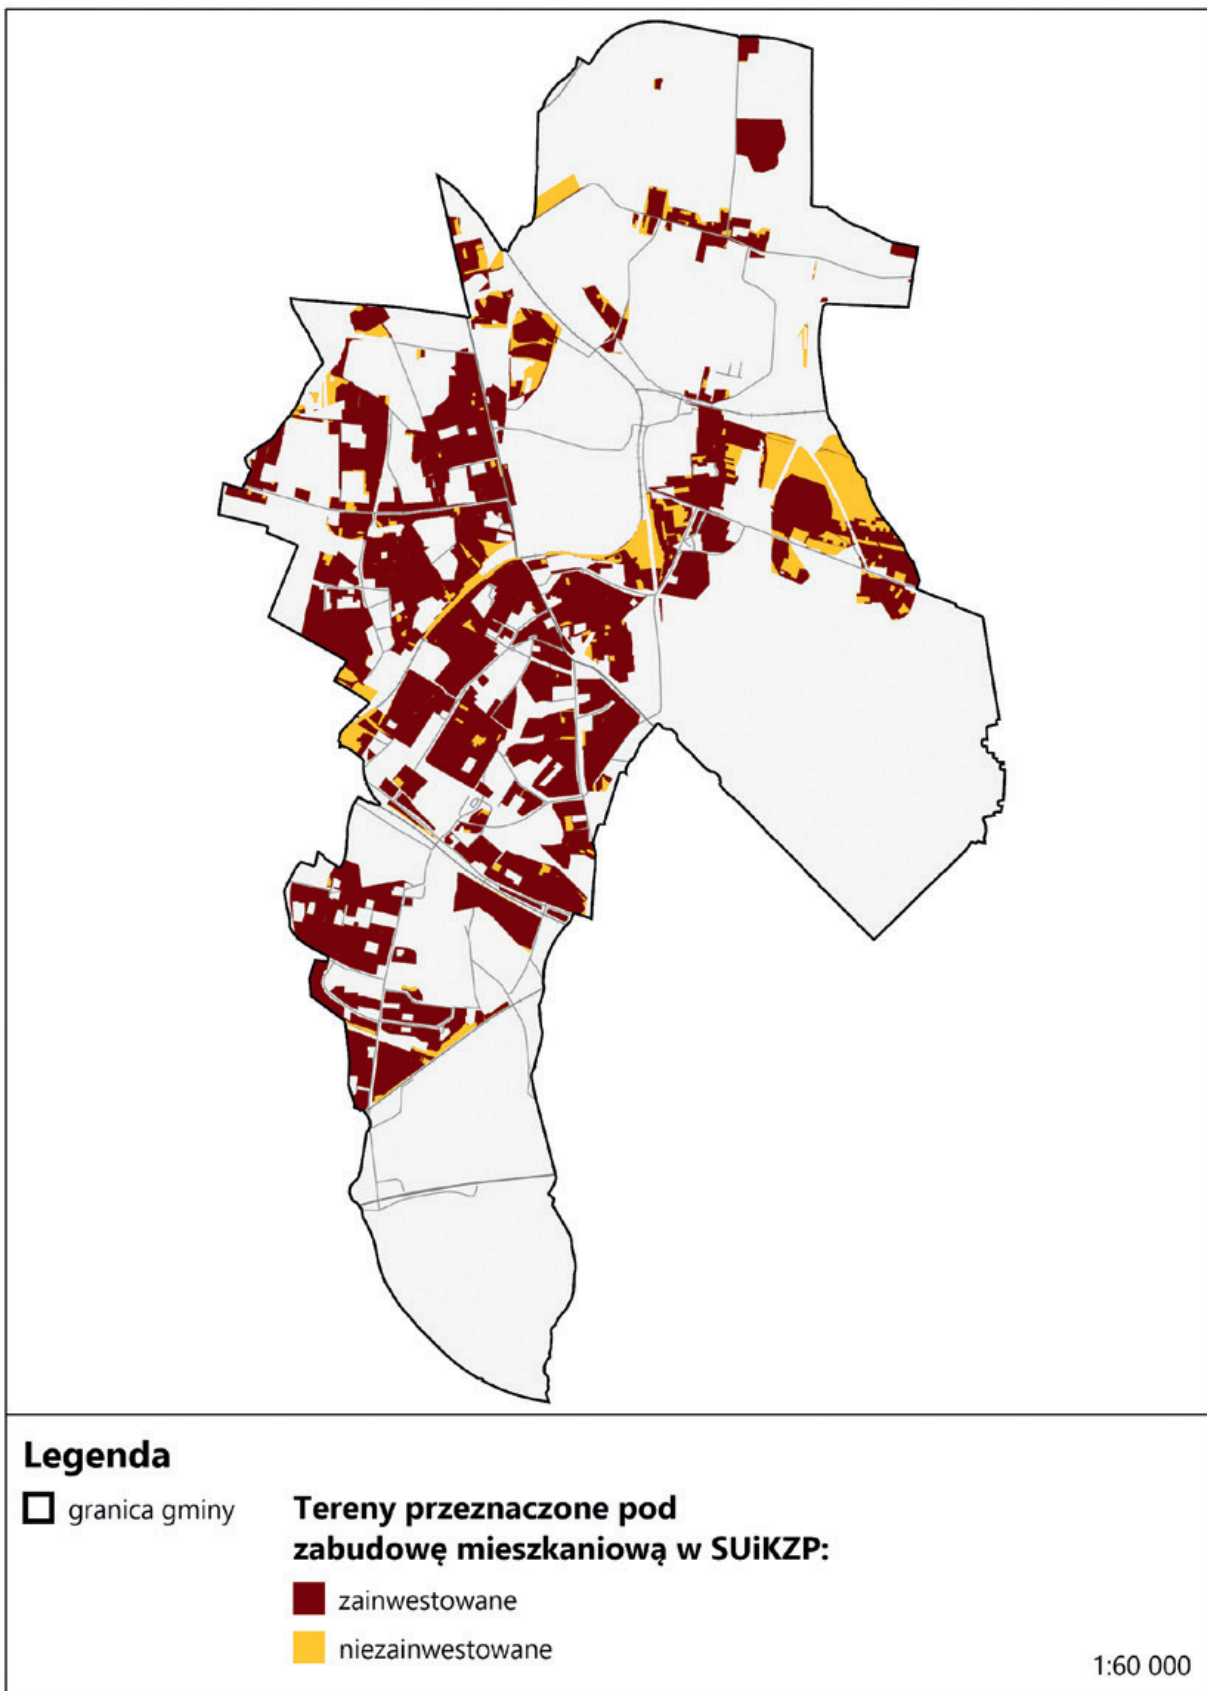 Legenda
granica gminy
Tereny przeznaczone pod
zabudowę mieszkaniową w SUiKZP:
zainwestowane
niezainwestowane
1:60 000